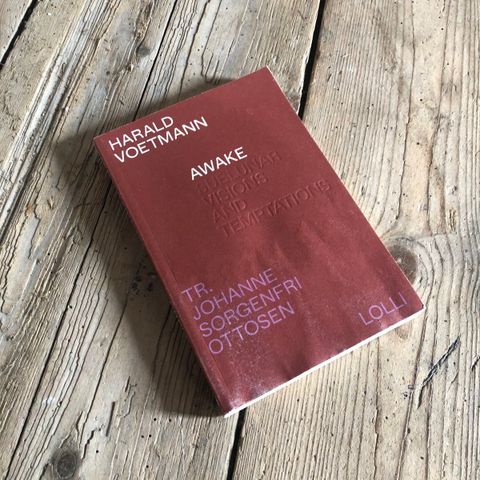 HARALD
VOETMANN
AWAKE
SUBLUNAR
VISIONS
AND
TEMPTATIONS
TR.
JOHANNE
SORGENFRI
OTTOSEN
LOLLI